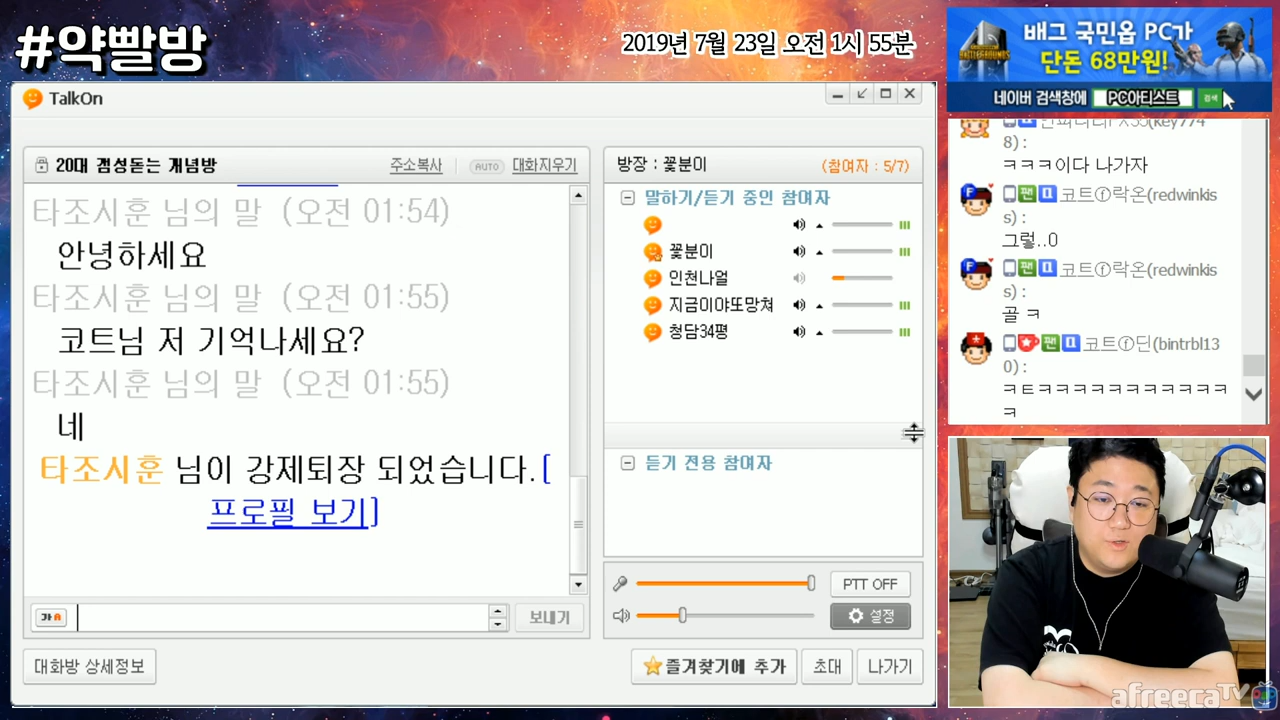 #약빨방
2019년 7월 23일 오전 1시 55분
배그 국민옵 PC가
단돈 68만원!
BATTLEGROUNDS
네이버 검색창에 PC아티스트 검색
TalkOn
20대 겸성돋는 개념방 주소복사 AUTO 대화지우기
타조시훈 님의 말 (오전 01:54)
안녕하세요
타조시훈 님의 말 (오전 01:55)
코트님 저 기억나세요?
타조시훈 님의 말 (오전 01:55)
네
타조시훈 님이 강제퇴장 되었습니다.[
프로필 보기]
가
보내기
대화방 상세정보
방장 : 꽃분이 (참여자 : 5/7)
말하기/듣기 중인 참여자
꽃분이
인천나얼
지금이야또망쳐
청담34평
듣기 전용 참여자
PTT OFF
설정
즐겨찾기에 추가 초대 나가기
8) :
ㅋㅋㅋ이다 나가자
팬 코트ⓕ락온(redwinkis
s) :
그렇..0
팬 코트ⓕ락온(redwinkis
s) :
골 ㅋ
팬 코트ⓕ딘(bintrbl13
0) :
ㅋㅌㅋㅋㅋㅋㅋㅋㅋㅋㅋㅋ
ㅋ
afreecaTV